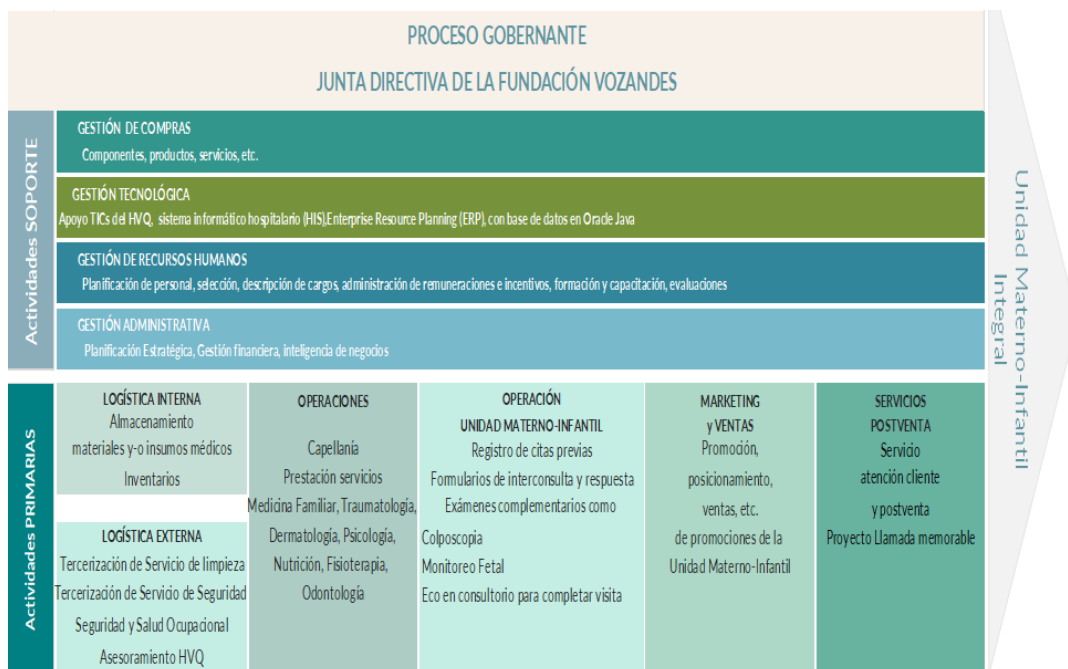 PROCESO GOBERNANTE
JUNTA DIRECTIVA DE LA FUNDACIÓN VOZANDES
Actividades SOPORTE
GESTIÓN DE COMPRAS
Componentes, productos, servicios, etc.
GESTIÓN TECNOLÓGICA
Apoyo TICs del HVQ, sistema informático hospitalario (HIS),Enterprise Resource Planning (ERP), con base de datos en Oracle Java
GESTIÓN DE RECURSOS HUMANOS
Planificación de personal, selección, descripción de cargos, administración de remuneraciones e incentivos, formación y capacitación, evaluaciones
GESTIÓN ADMINISTRATIVA
Planificación Estratégica, Gestión financiera, inteligencia de negocios
Actividades PRIMARIAS
LOGÍSTICA INTERNA
Almacenamiento
materiales y-o insumos médicos
Inventarios
LOGÍSTICA EXTERNA
Tercerización de Servicio de limpieza
Tercerización de Servicio de Seguridad
Seguridad y Salud Ocupacional
Asesoramiento HVQ
OPERACIONES
Capellanía
Prestación servicios
Medicina Familiar, Traumatología,
Dermatología, Psicología,
Nutrición, Fisioterapia,
Odontología
OPERACIÓN
UNIDAD MATERNO-INFANTIL
Registro de citas previas
Formularios de interconsulta y respuesta
Exámenes complementarios como
Colposcopia
Monitoreo Fetal
Eco en consultorio para completar visita
MARKETING
y VENTAS
Promoción,
posicionamiento,
ventas, etc.
de promociones de la
Unidad Materno-Infantil
SERVICIOS
POSTVENTA
Servicio
atención cliente
y postventa
Proyecto Llamada memorable
Unidad Materno-Infantil
Integral